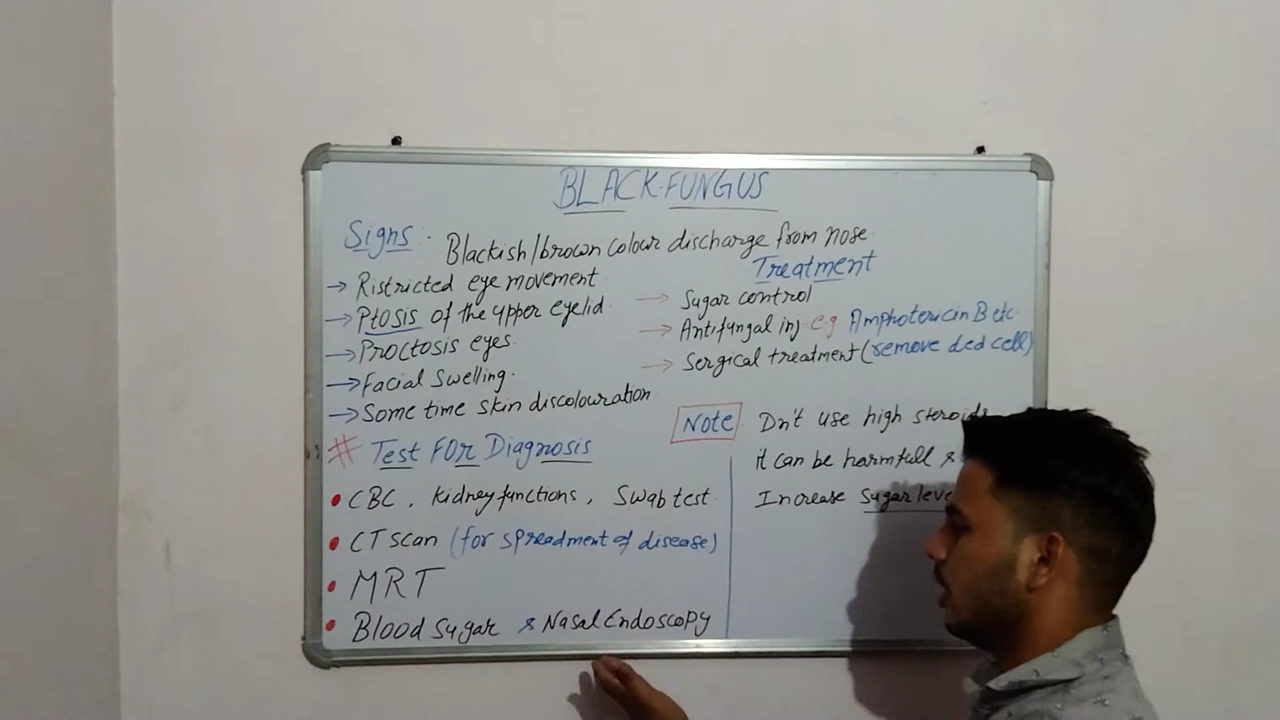 BLACK FUNGUS
Signs :- Blackish/brown colour discharge from nose
→ Ristricted eye movement
→ Ptosis of the upper eyelid
→ Proctosis eyes
→ Facial Swelling.
→ Some time skin discolouration
Treatment
→ Sugar control
→ Antifungal inj e.g Amphotericin B etc
→ Sergical treatment (remove ded cell)
# Test FOr Diagnosis
• CBC, Kidney functions, Swab test
• CT scan (for spreadment of disease)
• MRT
• Blood Sugar & Nasal Endoscopy
Note Dn't use high steroids
it can be harmfull &
Increase Sugar leve